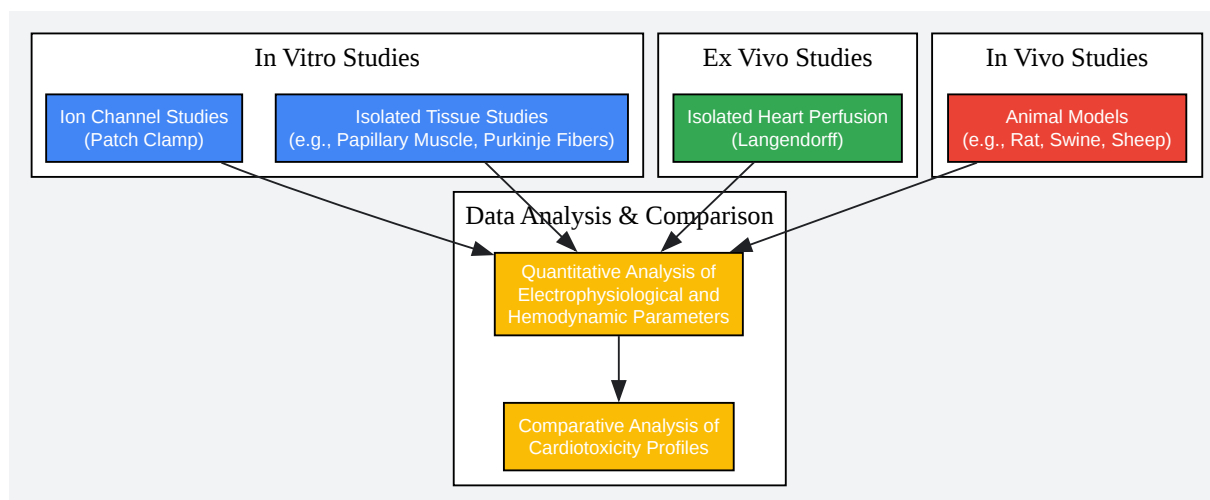 In Vitro Studies
Ion Channel Studies
(Patch Clamp)
Isolated Tissue Studies
(e.g., Papillary Muscle, Purkinje Fibers)
Ex Vivo Studies
Isolated Heart Perfusion
(Langendorff)
In Vivo Studies
Animal Models
(e.g., Rat, Swine, Sheep)
Data Analysis & Comparison
Quantitative Analysis of
Electrophysiological and
Hemodynamic Parameters
Comparative Analysis of
Cardiotoxicity Profiles